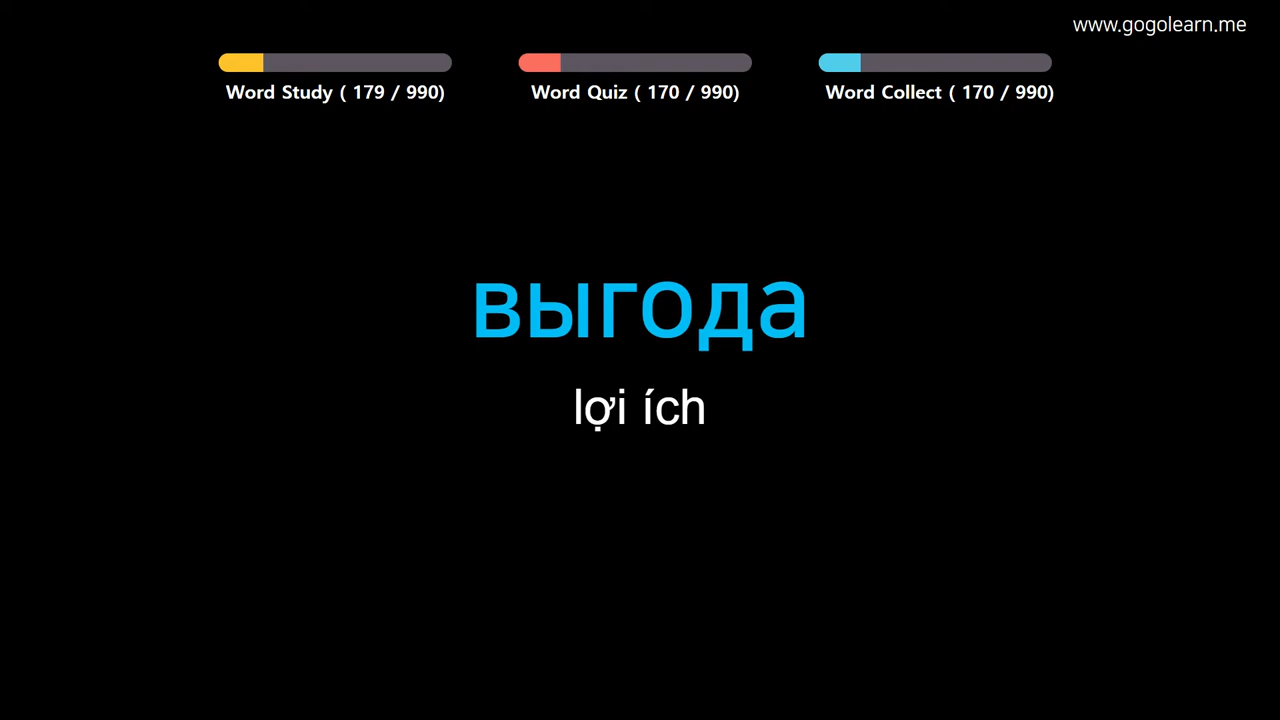 www.gogolearn.me
Word Study ( 179 / 990)
Word Quiz ( 170 / 990)
Word Collect ( 170 / 990)
выгода
lợi ích